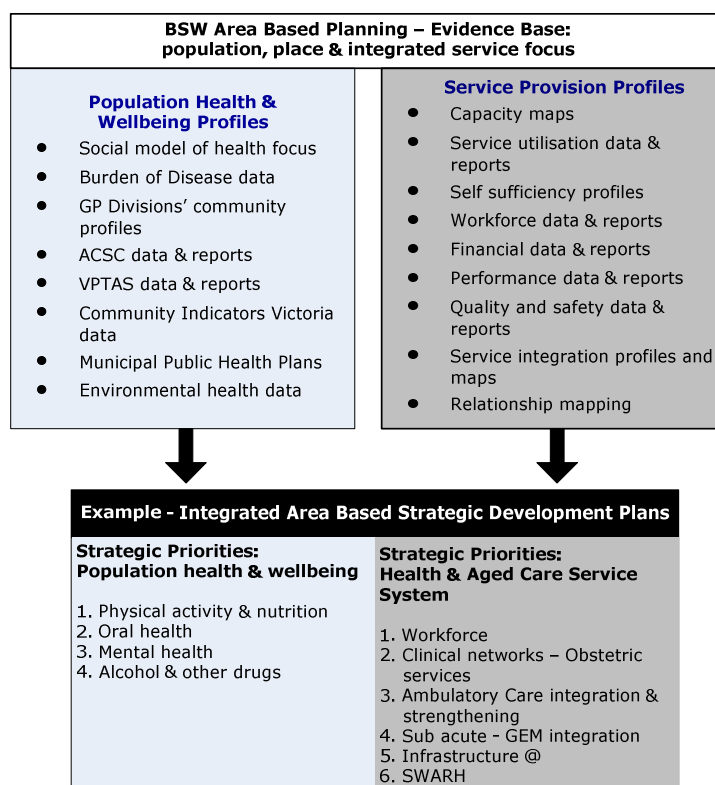 BSW Area Based Planning – Evidence Base:
population, place & integrated service focus
Population Health &
Wellbeing Profiles
● Social model of health focus
● Burden of Disease data
● GP Divisions’ community
profiles
● ACSC data & reports
● VPTAS data & reports
● Community Indicators Victoria
data
● Municipal Public Health Plans
● Environmental health data
Service Provision Profiles
● Capacity maps
● Service utilisation data &
reports
● Self sufficiency profiles
● Workforce data & reports
● Financial data & reports
● Performance data & reports
● Quality and safety data &
reports
● Service integration profiles and
maps
● Relationship mapping
Example - Integrated Area Based Strategic Development Plans
Strategic Priorities:
Population health & wellbeing
1. Physical activity & nutrition
2. Oral health
3. Mental health
4. Alcohol & other drugs
Strategic Priorities:
Health & Aged Care Service
System
1. Workforce
2. Clinical networks – Obstetric
services
3. Ambulatory Care integration &
strengthening
4. Sub acute - GEM integration
5. Infrastructure @
6. SWARH